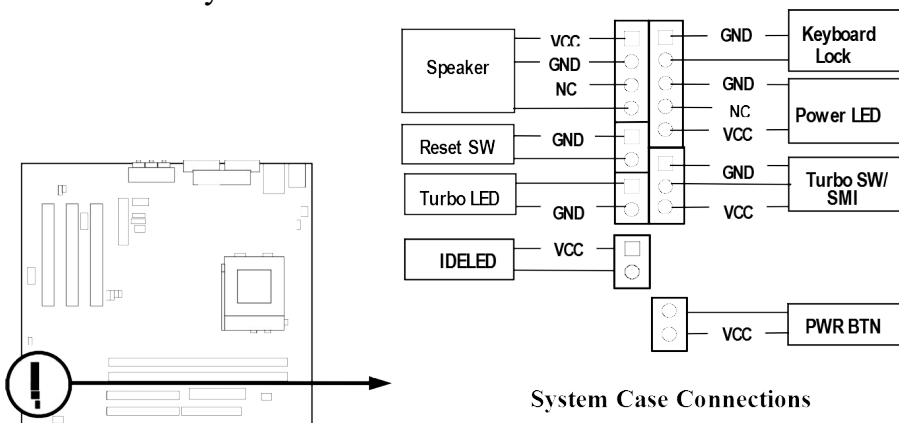 VCC
GND
Keyboard
Lock
Speaker
GND
NC
GND
NC
Power LED
VCC
Reset SW
GND
GND
Turbo SW/
SMI
Turbo LED
GND
VCC
IDELED
VCC
VCC
PWR BTN
System Case Connections